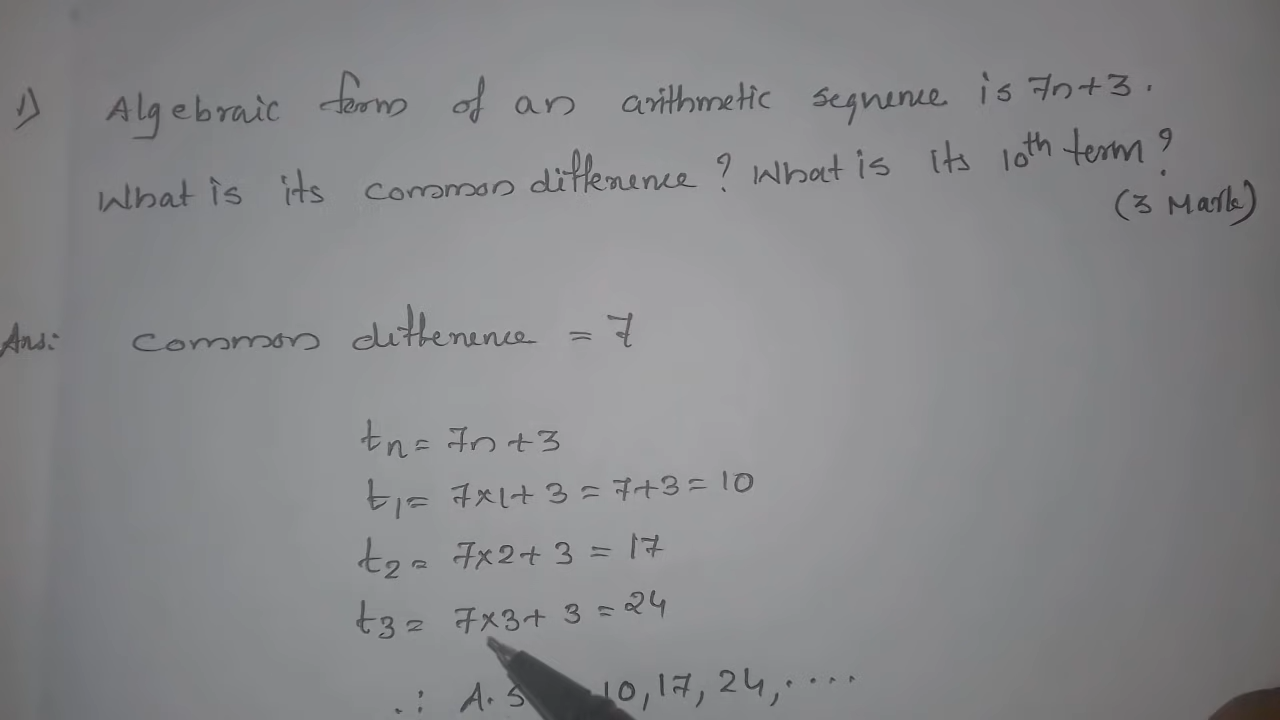 1) Algebraic form of an arithmetic sequence is 7n+3.
What is its common difference? What is its 10th term?
(3 Mark)
Ans: common difference = 7
tn = 7n+3
t1 = 7×1+3 = 7+3 = 10
t2 = 7×2+3 = 17
t3 = 7×3+3 = 24
∴ A.S 10, 17, 24, ....